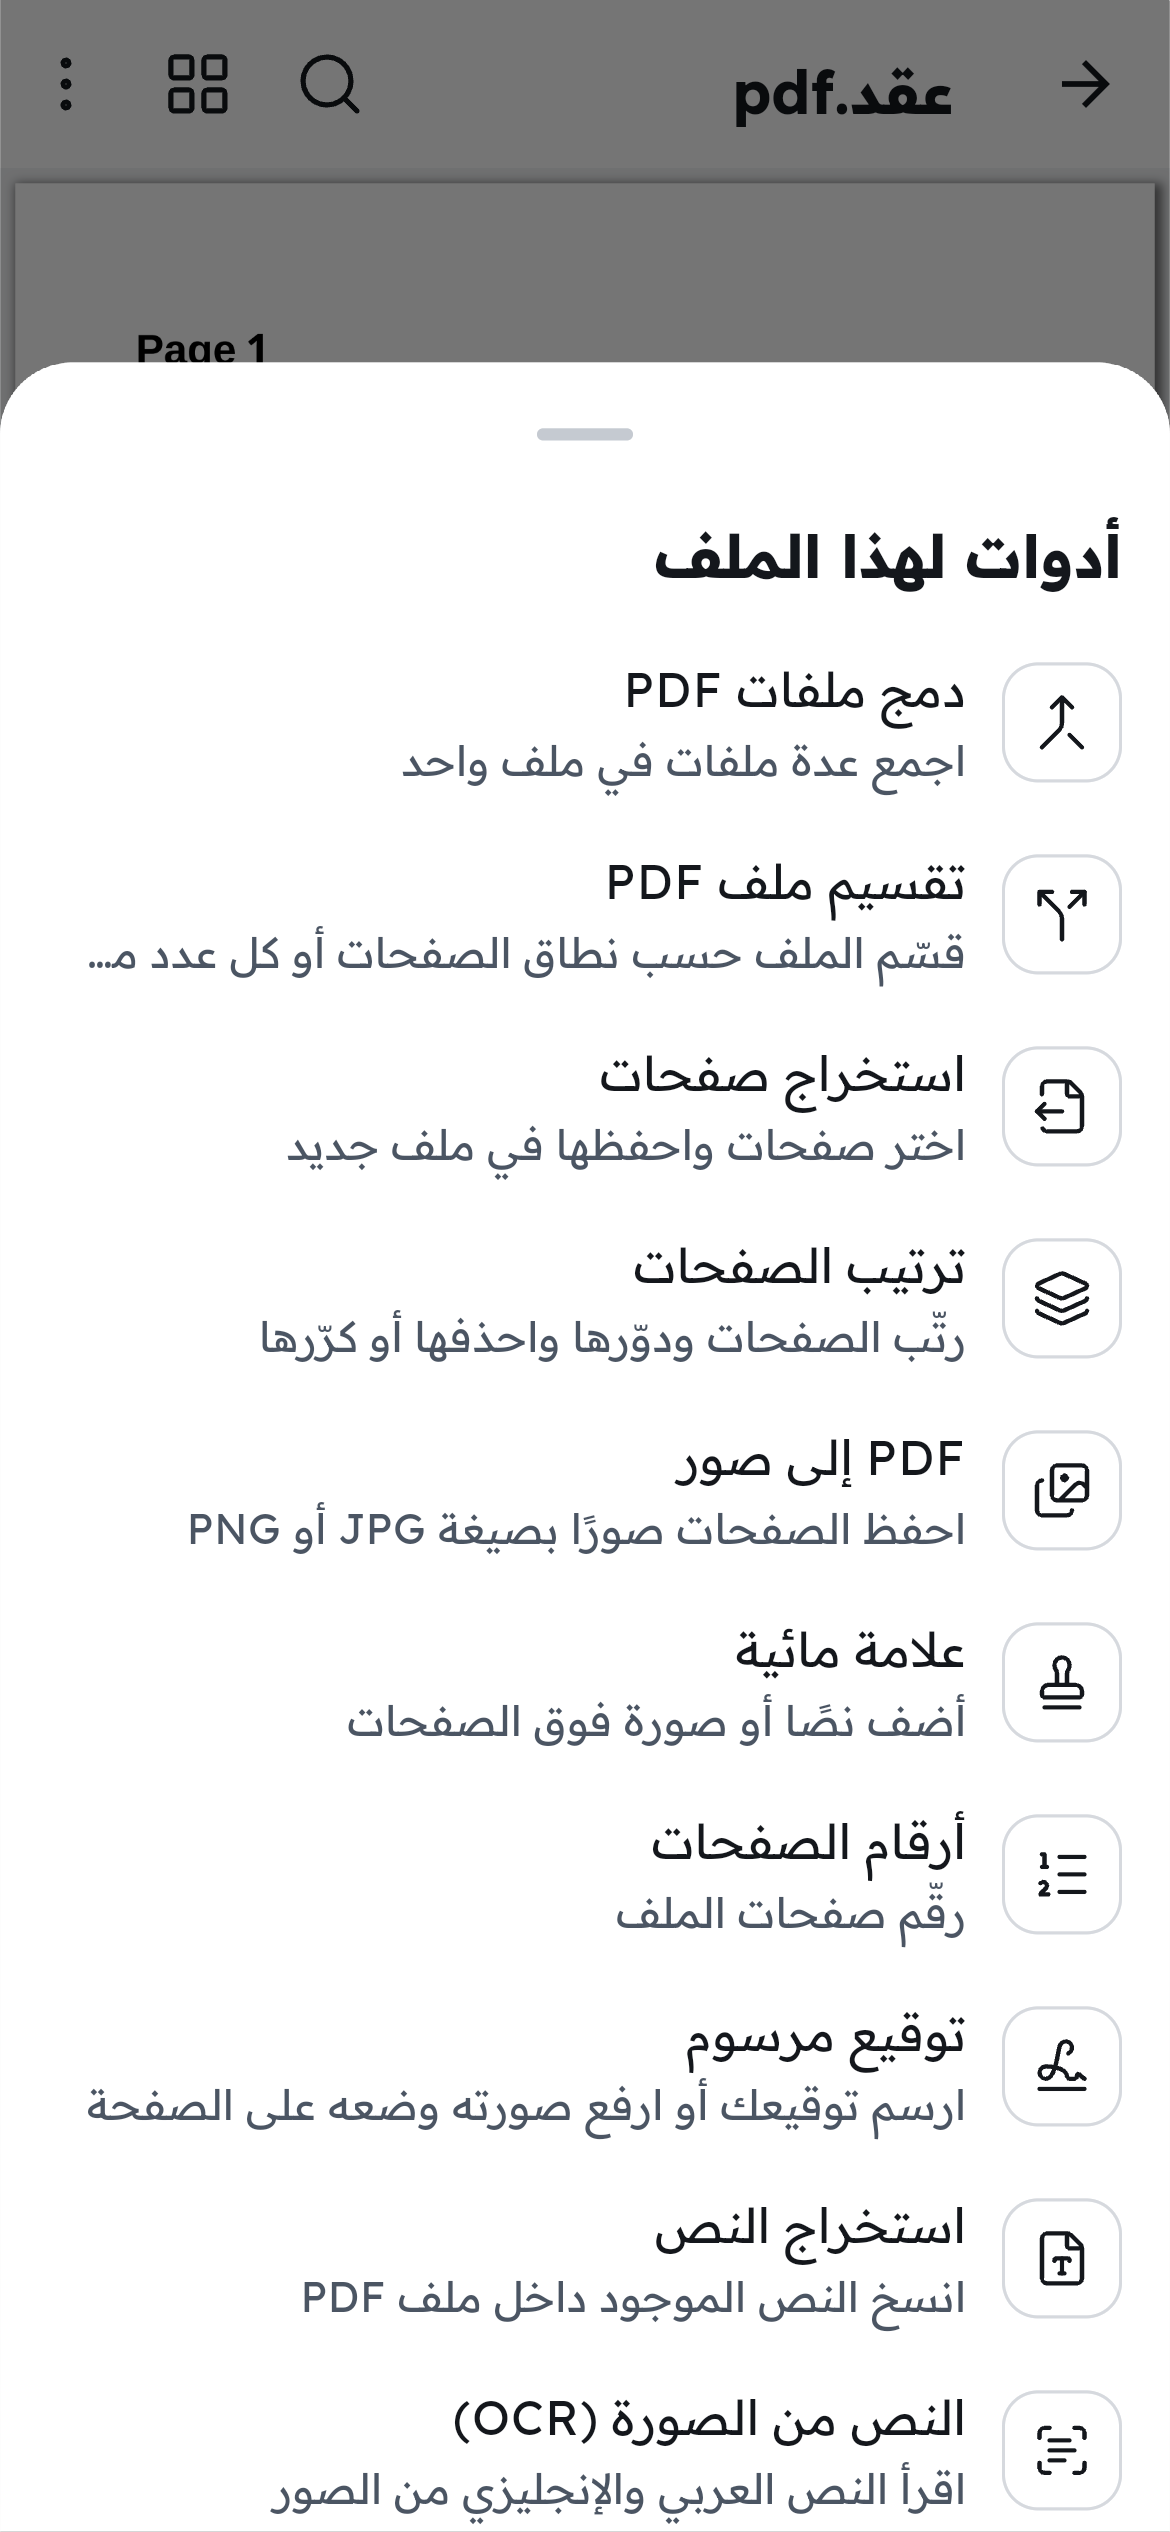 عقد.pdf
Page 1
أدوات لهذا الملف
دمج ملفات PDF
اجمع عدة ملفات في ملف واحد
تقسيم ملف PDF
قسّم الملف حسب نطاق الصفحات أو كل عدد م...
استخراج صفحات
اختر صفحات واحفظها في ملف جديد
ترتيب الصفحات
رتّب الصفحات ودوّرها واحذفها أو كرّرها
PDF إلى صور
احفظ الصفحات صورًا بصيغة JPG أو PNG
علامة مائية
أضف نصًا أو صورة فوق الصفحات
أرقام الصفحات
رقّم صفحات الملف
توقيع مرسوم
ارسم توقيعك أو ارفع صورته وضعه على الصفحة
استخراج النص
انسخ النص الموجود داخل ملف PDF
النص من الصورة (OCR)
اقرأ النص العربي والإنجليزي من الصور